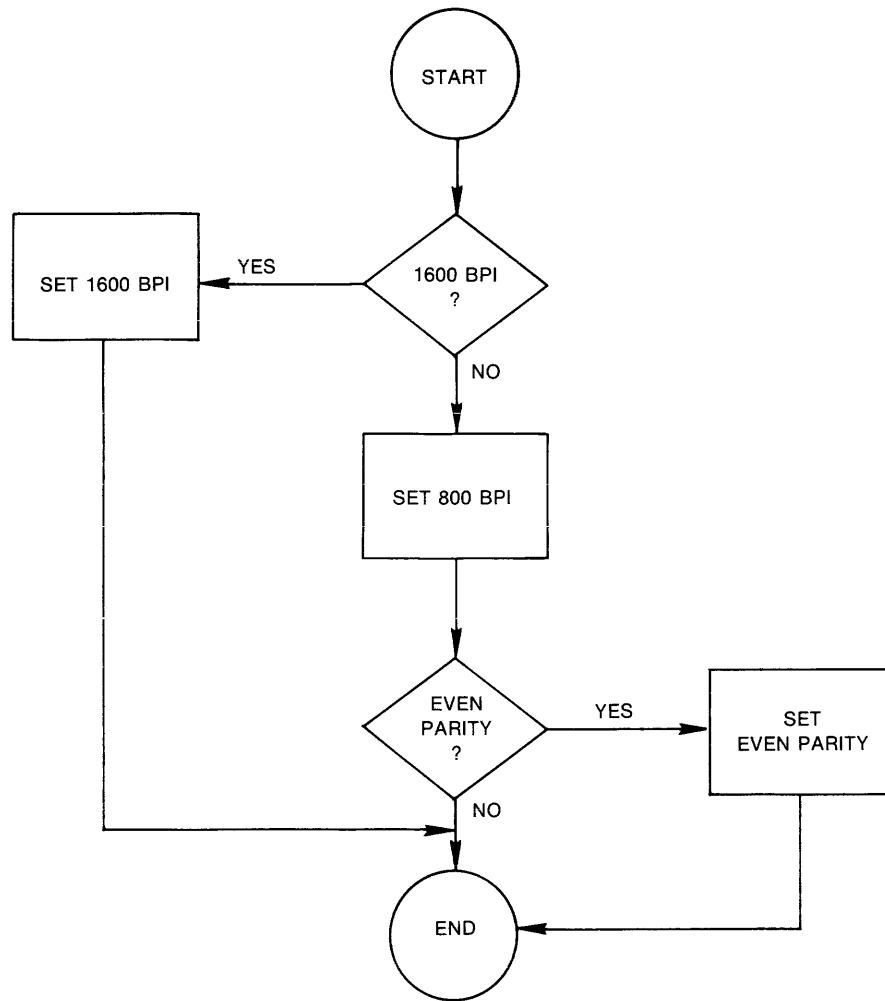 START
1600 BPI
?
YES
SET 1600 BPI
NO
SET 800 BPI
EVEN
PARITY
?
YES
SET
EVEN PARITY
NO
END